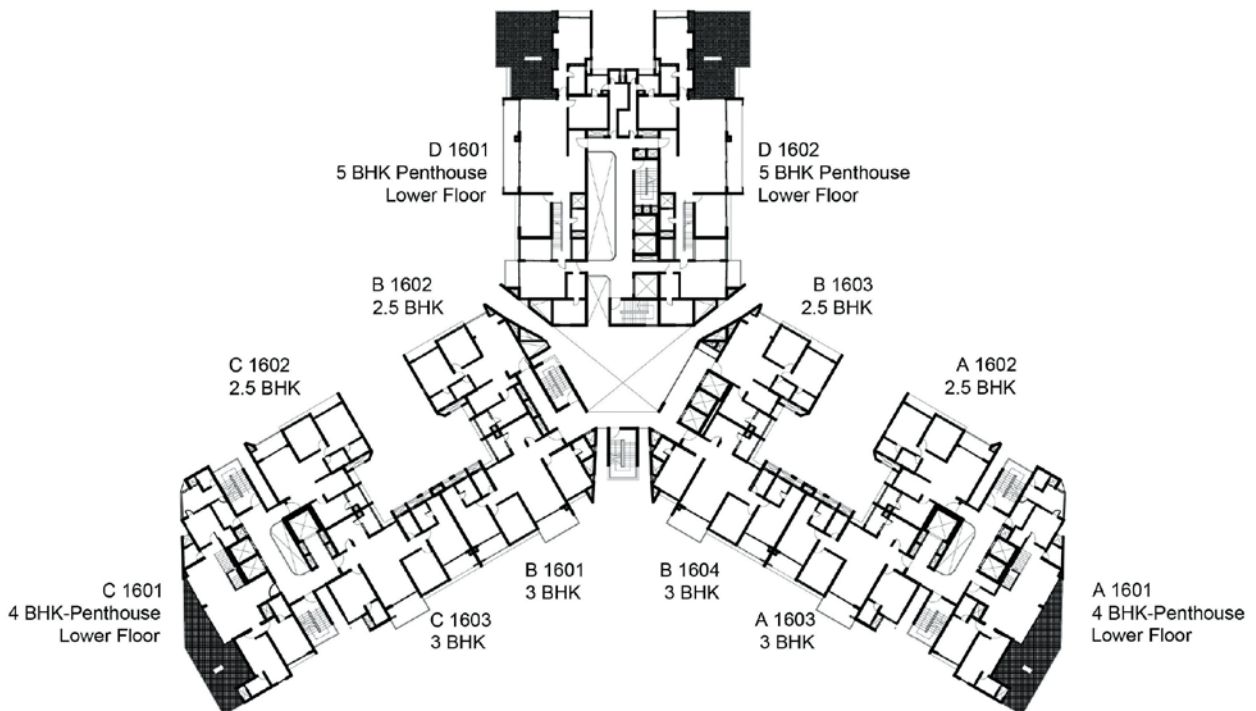 D 1601
5 BHK Penthouse
Lower Floor
D 1602
5 BHK Penthouse
Lower Floor
B 1602
2.5 BHK
B 1603
2.5 BHK
C 1602
2.5 BHK
A 1602
2.5 BHK
C 1601
4 BHK-Penthouse
Lower Floor
C 1603
3 BHK
B 1601
3 BHK
B 1604
3 BHK
A 1603
3 BHK
A 1601
4 BHK-Penthouse
Lower Floor